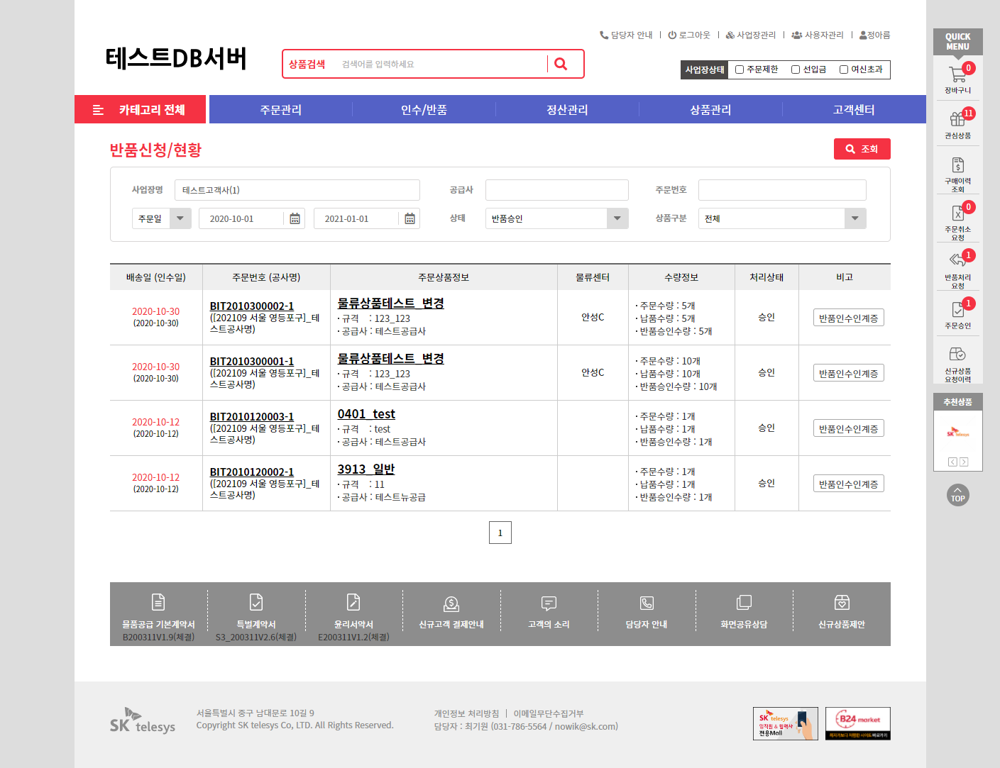 담당자 안내 | 로그아웃 | 사업장관리 | 사용자관리 | 정아름
테스트DB서버
상품검색 검색어를 입력하세요
사업장상태 주문제한 선입금 여신초과
카테고리 전체 주문관리 인수/반품 정산관리 상품관리 고객센터
반품신청/현황
조회
사업장명 테스트고객사(1) 공급사 주문번호
주문일 2020-10-01 2021-01-01 상태 반품승인 상품구분 전체
배송일 (인수일) 주문번호 (공사명) 주문상품정보 물류센터 수량정보 처리상태 비고
2020-10-30
(2020-10-30)
BIT2010300002-1
([202109 서울 영등포구]_테
스트공사명)
물류상품테스트_변경
· 규격 : 123_123
· 공급사 : 테스트공급사
안성C
· 주문수량 : 5개
· 납품수량 : 5개
· 반품승인수량 : 5개
승인
반품인수인계증
2020-10-30
(2020-10-30)
BIT2010300001-1
([202109 서울 영등포구]_테
스트공사명)
물류상품테스트_변경
· 규격 : 123_123
· 공급사 : 테스트공급사
안성C
· 주문수량 : 10개
· 납품수량 : 10개
· 반품승인수량 : 10개
승인
반품인수인계증
2020-10-12
(2020-10-12)
BIT2010120003-1
([202109 서울 영등포구]_테
스트공사명)
0401_test
· 규격 : test
· 공급사 : 테스트공급사
· 주문수량 : 1개
· 납품수량 : 1개
· 반품승인수량 : 1개
승인
반품인수인계증
2020-10-12
(2020-10-12)
BIT2010120002-1
([202109 서울 영등포구]_테
스트공사명)
3913_일반
· 규격 : 11
· 공급사 : 테스트뉴공급
· 주문수량 : 1개
· 납품수량 : 1개
· 반품승인수량 : 1개
승인
반품인수인계증
1
물품공급 기본계약서 특별계약서 윤리서약서 신규고객 결제안내 고객의 소리 담당자 안내 화면공유상담 신규상품제안
B200311V1.9(체결) S3_200311V2.6(체결) E200311V1.2(체결)
SK telesys
서울특별시 중구 남대문로 10길 9
Copyright SK telesys Co, LTD. All Rights Reserved.
개인정보 처리방침 | 이메일무단수집거부
담당자 : 최기원 (031-786-5564 / nowik@sk.com)
SK telesys
임직원 & 협력사
전용Mall
B24 market
QUICK
MENU
0
장바구니
11
관심상품
구매이력
조회
0
주문취소
요청
1
반품처리
요청
1
주문승인
신규상품
요청이력
추천상품
SK telesys
TOP